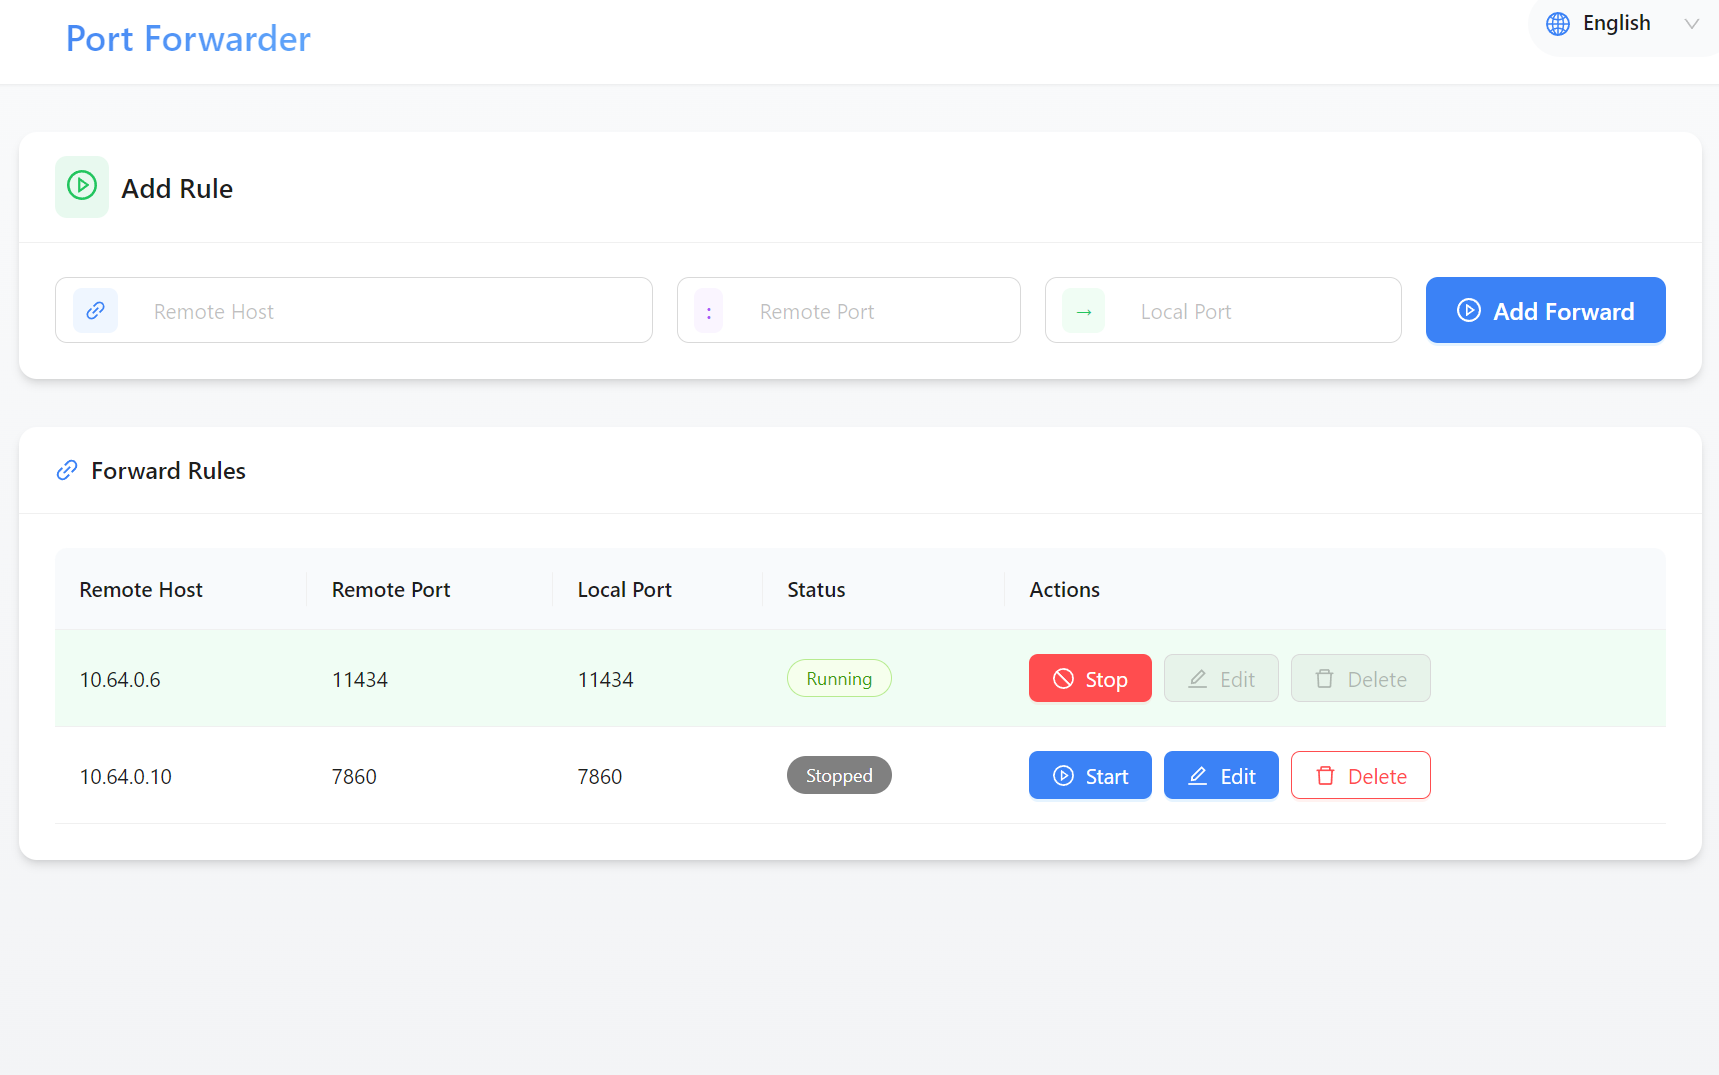 Port Forwarder
English
Add Rule
Remote Host
: Remote Port
→ Local Port
Add Forward
Forward Rules
Remote Host Remote Port Local Port Status Actions
10.64.0.6 11434 11434 Running Stop Edit Delete
10.64.0.10 7860 7860 Stopped Start Edit Delete